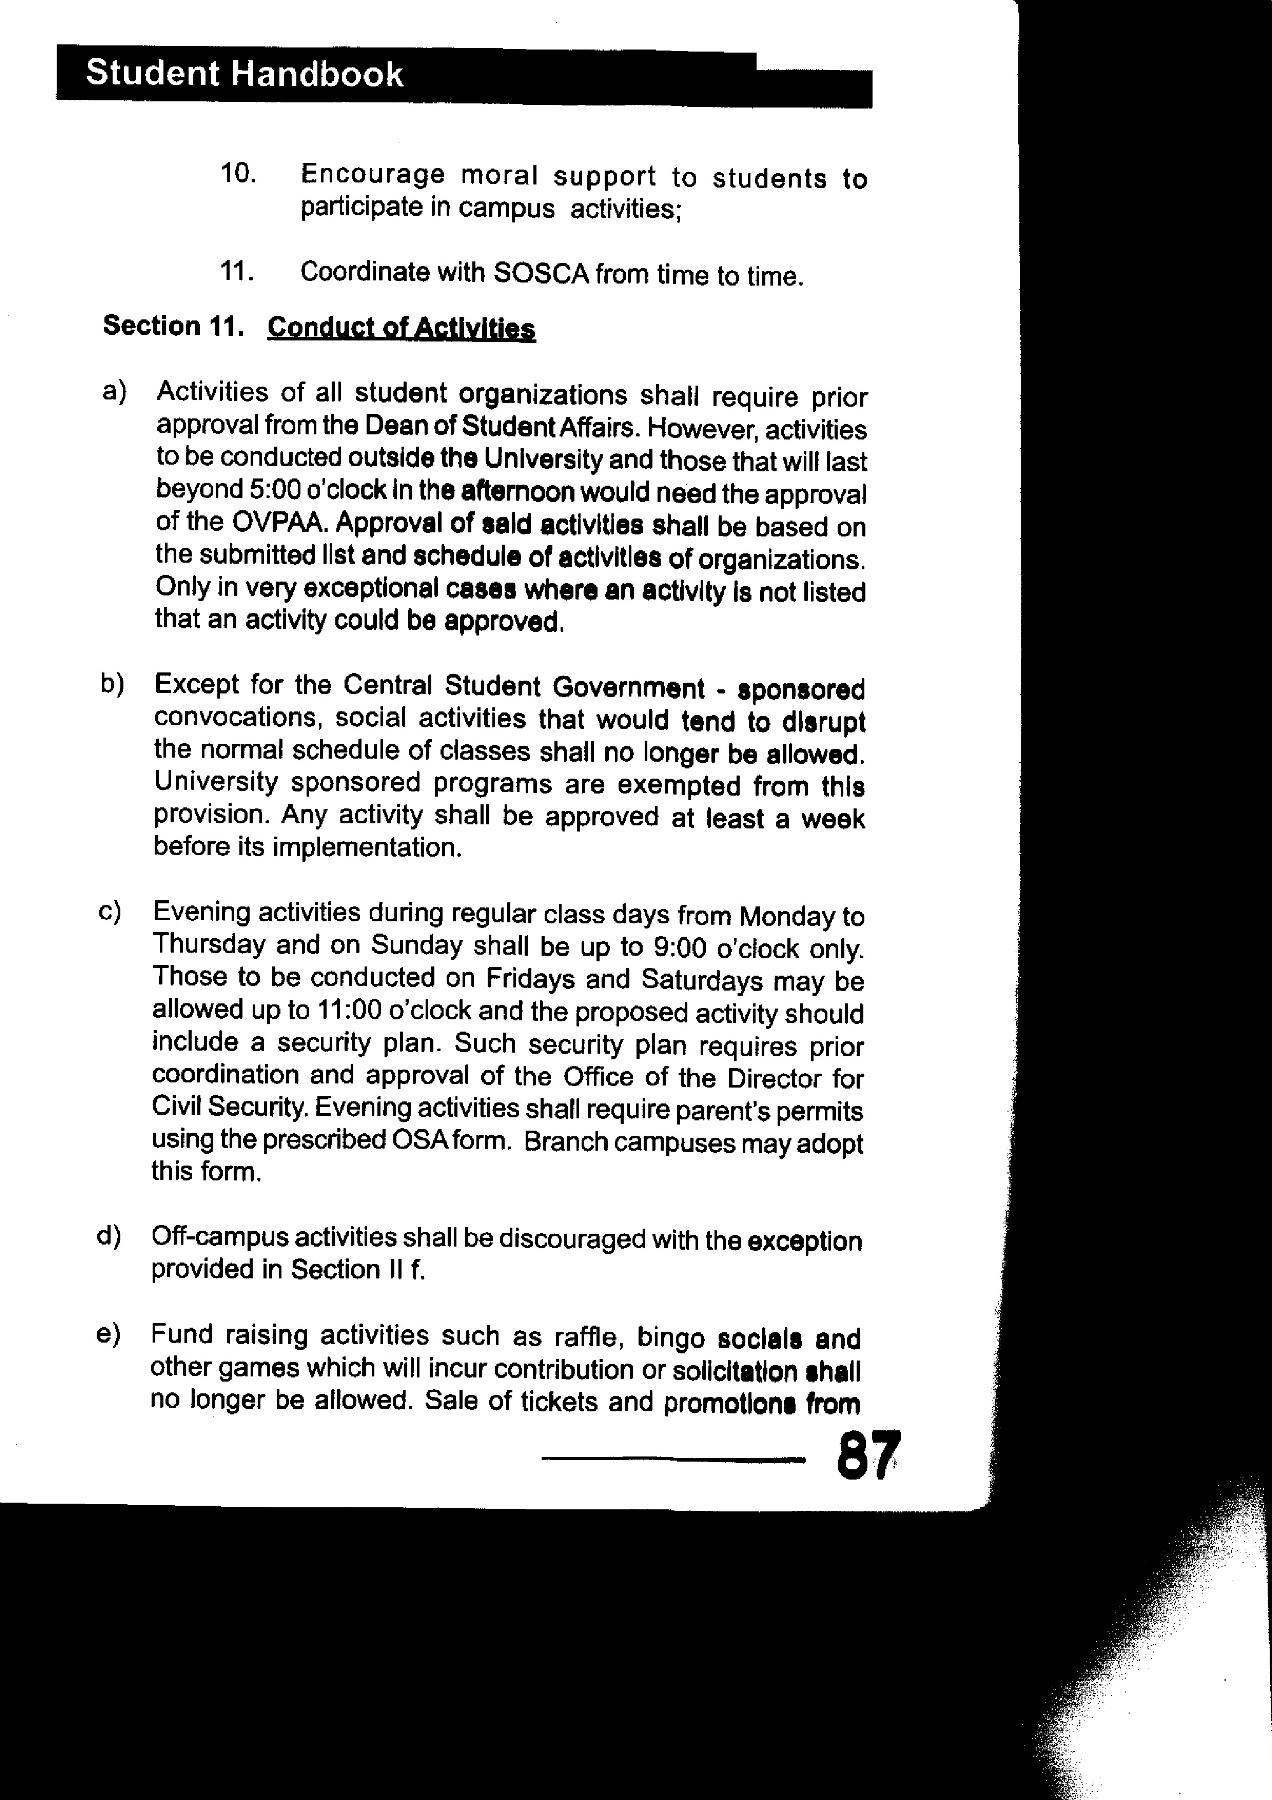 Student Handbook
10. Encourage moral support to students to
participate in campus activities;
11. Coordinate with SOSCA from time to time.
Section 11. Conduct of Activities
a) Activities of all student organizations shall require prior
approval from the Dean of Student Affairs. However, activities
to be conducted outside the University and those that will last
beyond 5:00 o'clock in the afternoon would need the approval
of the OVPAA. Approval of said activities shall be based on
the submitted list and schedule of activities of organizations.
Only in very exceptional cases where an activity is not listed
that an activity could be approved.
b) Except for the Central Student Government - sponsored
convocations, social activities that would tend to disrupt
the normal schedule of classes shall no longer be allowed.
University sponsored programs are exempted from this
provision. Any activity shall be approved at least a week
before its implementation.
c) Evening activities during regular class days from Monday to
Thursday and on Sunday shall be up to 9:00 o'clock only.
Those to be conducted on Fridays and Saturdays may be
allowed up to 11:00 o'clock and the proposed activity should
include a security plan. Such security plan requires prior
coordination and approval of the Office of the Director for
Civil Security. Evening activities shall require parent's permits
using the prescribed OSA form. Branch campuses may adopt
this form.
d) Off-campus activities shall be discouraged with the exception
provided in Section II f.
e) Fund raising activities such as raffle, bingo socials and
other games which will incur contribution or solicitation shall
no longer be allowed. Sale of tickets and promotions from
87